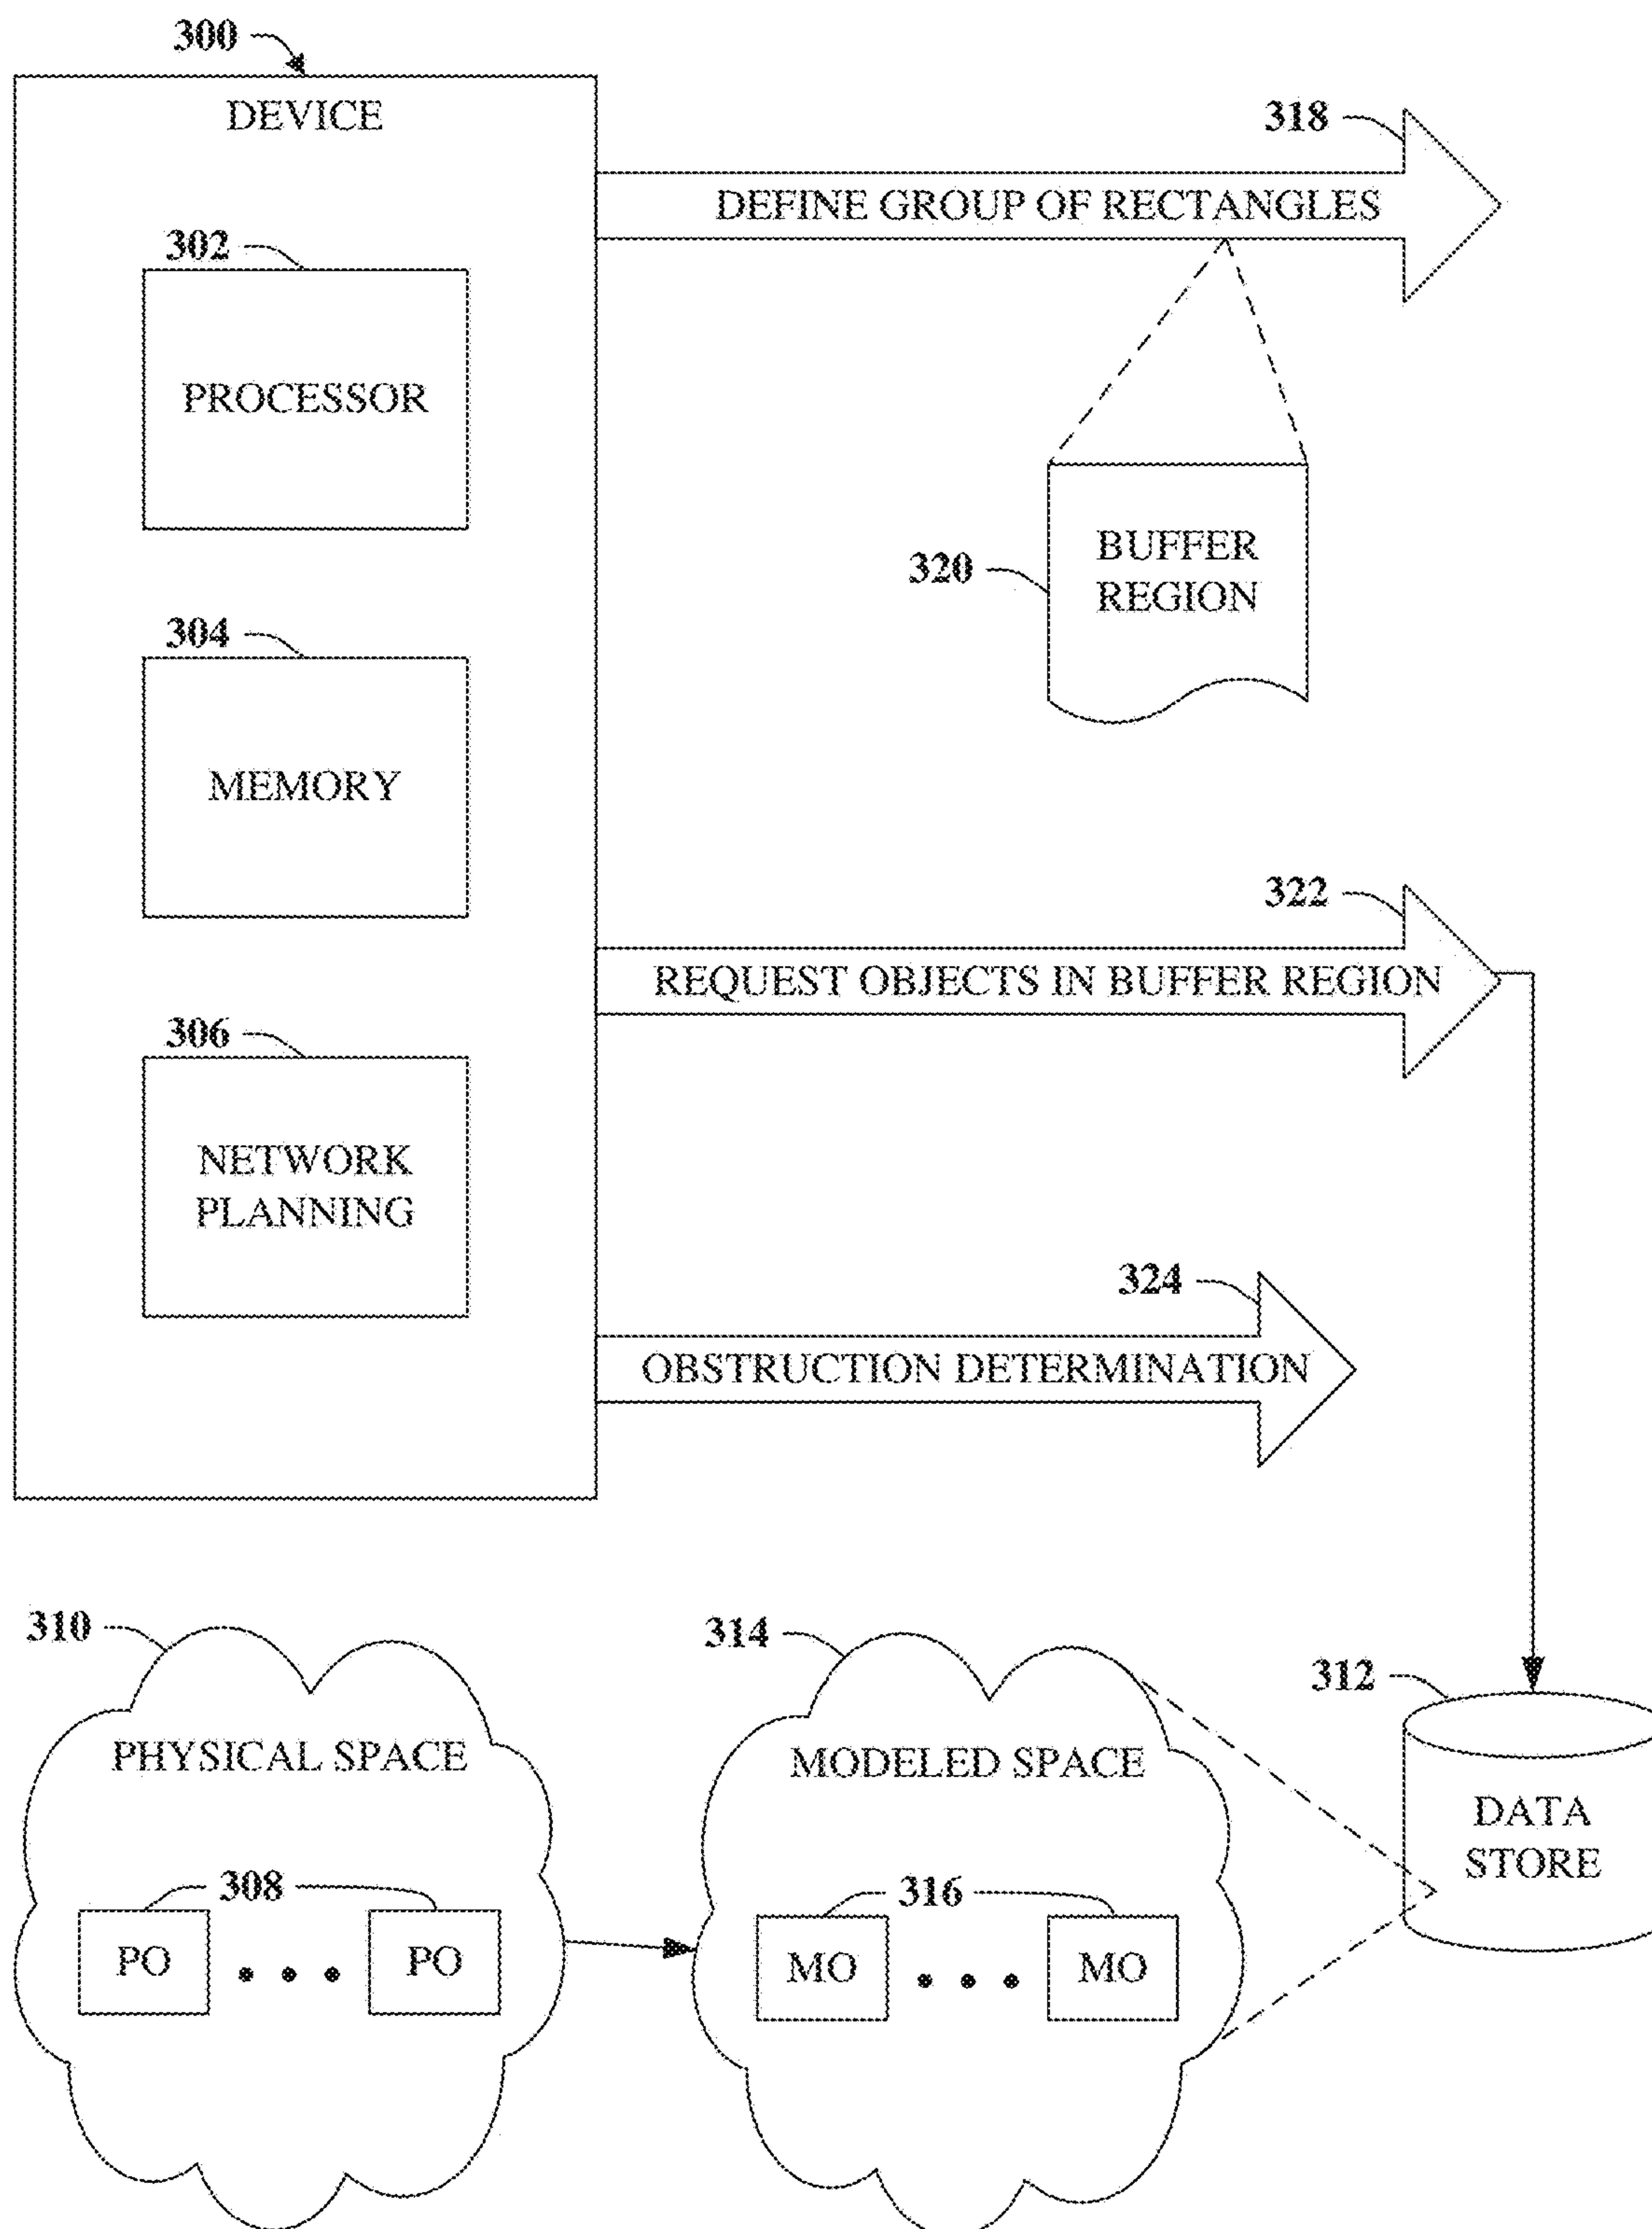 300
DEVICE
318
DEFINE GROUP OF RECTANGLES
302
PROCESSOR
320
BUFFER
REGION
304
MEMORY
322
REQUEST OBJECTS IN BUFFER REGION
306
NETWORK
PLANNING
324
OBSTRUCTION DETERMINATION
310
PHYSICAL SPACE
308
PO
PO
314
MODELED SPACE
316
MO
MO
312
DATA
STORE